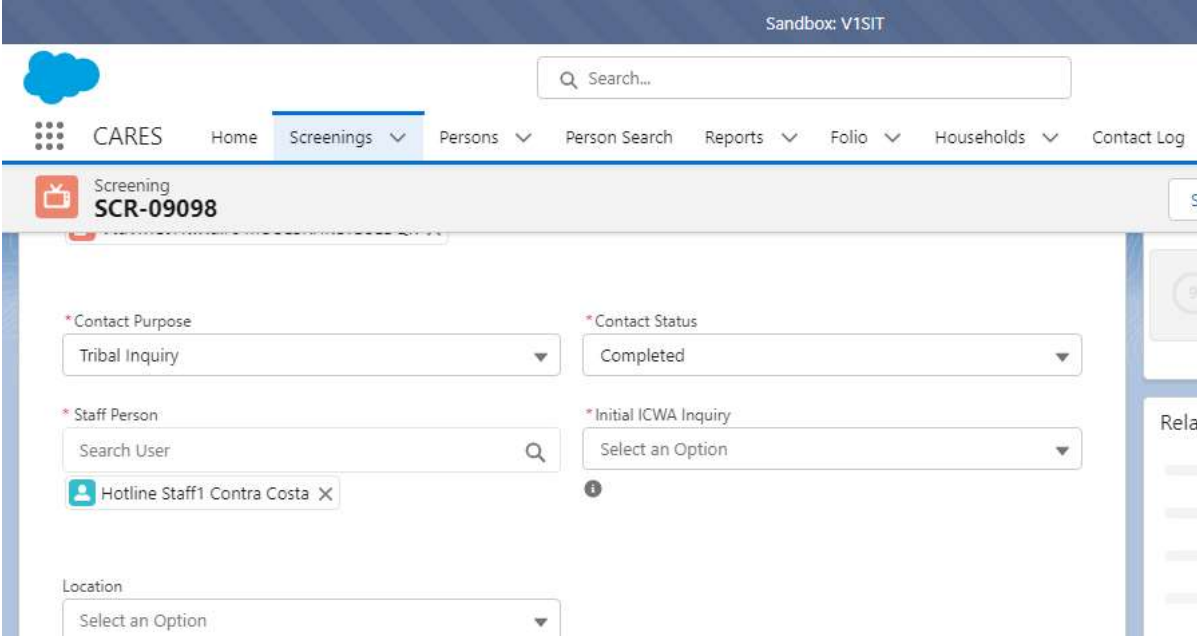 Sandbox: V1SIT
Search...
CARES Home Screenings Persons Person Search Reports Folio Households Contact Log
Screening
SCR-09098
*Contact Purpose *Contact Status
Tribal Inquiry Completed
* Staff Person *Initial ICWA Inquiry
Search User Select an Option
Hotline Staff1 Contra Costa
Location
Select an Option